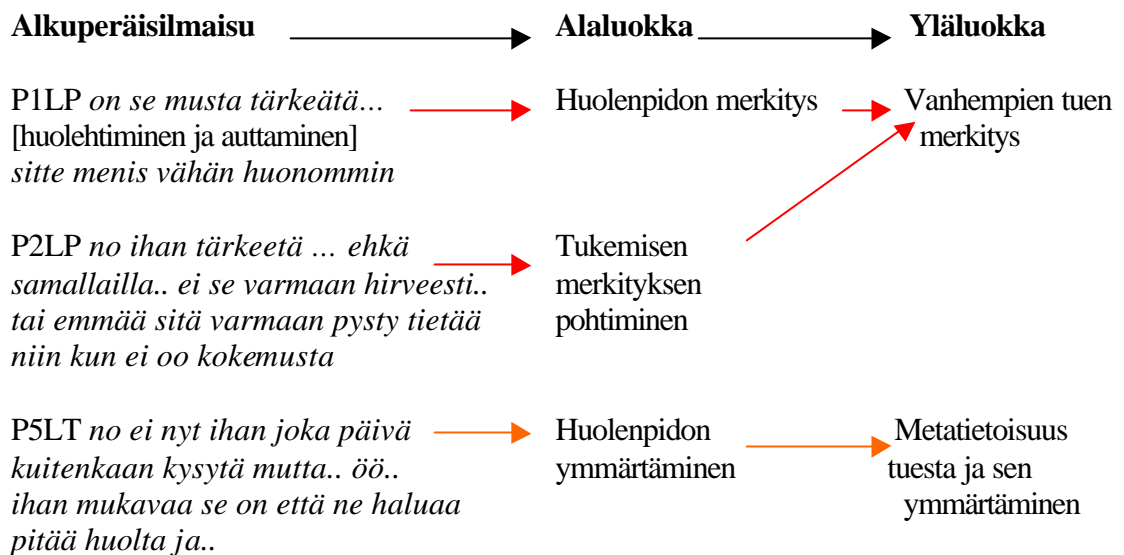 Alkuperäisilmaisu Alaluokka Yläluokka
P1LP on se musta tärkeätä…
[huolehtiminen ja auttaminen]
sitte menis vähän huonommin
Huolenpidon merkitys
Vanhempien tuen
merkitys
P2LP no ihan tärkeetä … ehkä
samallailla.. ei se varmaan hirveesti..
tai emmää sitä varmaan pysty tietää
niin kun ei oo kokemusta
Tukemisen
merkityksen
pohtiminen
P5LT no ei nyt ihan joka päivä
kuitenkaan kysytä mutta.. öö..
ihan mukavaa se on että ne haluaa
pitää huolta ja..
Huolenpidon
ymmärtäminen
Metatietoisuus
tuesta ja sen
ymmärtäminen